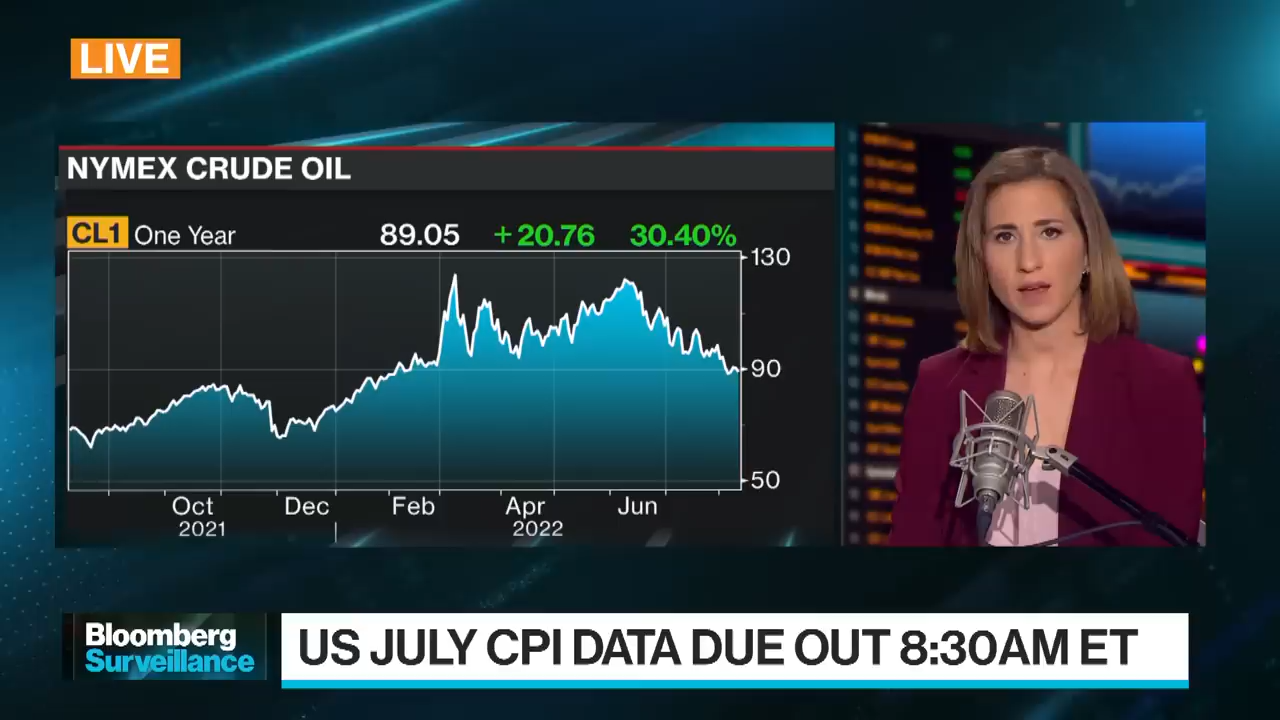 LIVE
NYMEX CRUDE OIL
CL1 One Year 89.05 +20.76 30.40%
130
90
50
Oct Dec Feb Apr Jun
2021 2022
Bloomberg
Surveillance
US JULY CPI DATA DUE OUT 8:30AM ET